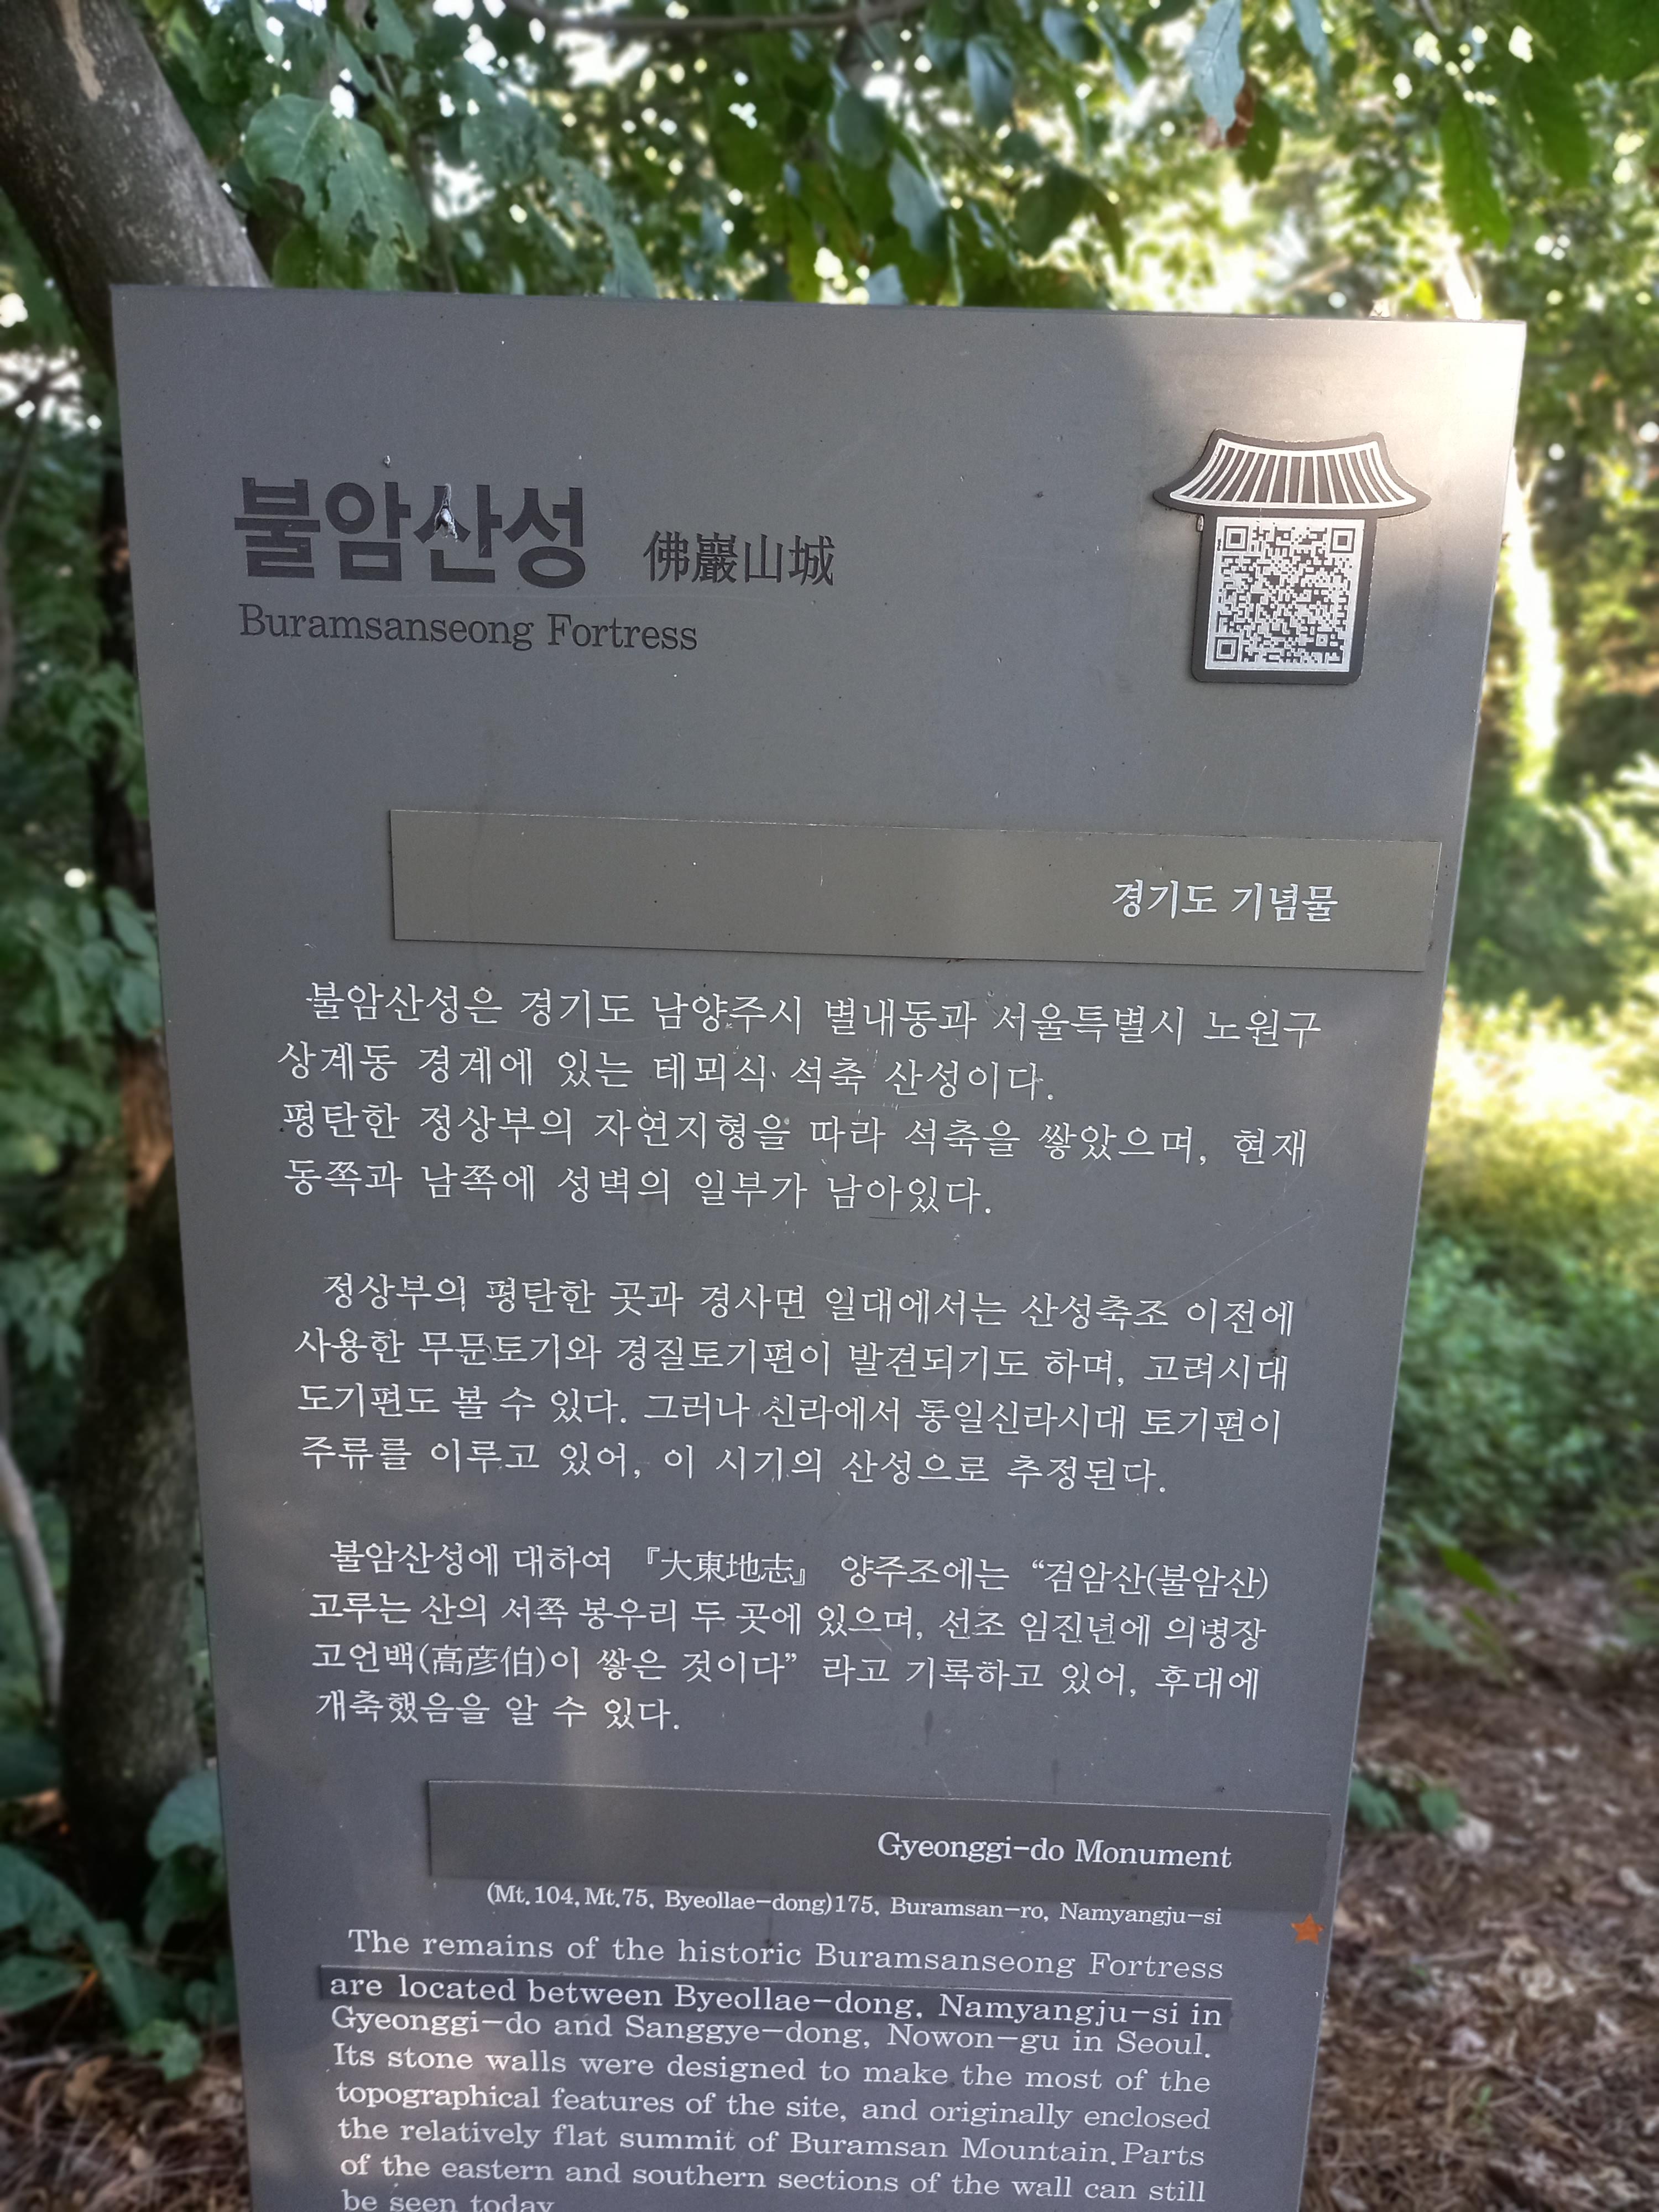 불암산성 佛巖山城
Buramsanseong Fortress
경기도 기념물
불암산성은 경기도 남양주시 별내동과 서울특별시 노원구
상계동 경계에 있는 테뫼식 석축 산성이다.
평탄한 정상부의 자연지형을 따라 석축을 쌓았으며, 현재
동쪽과 남쪽에 성벽의 일부가 남아있다.
정상부의 평탄한 곳과 경사면 일대에서는 산성축조 이전에
사용한 무문토기와 경질토기편이 발견되기도 하며, 고려시대
도기편도 볼 수 있다. 그러나 신라에서 통일신라시대 토기편이
주류를 이루고 있어, 이 시기의 산성으로 추정된다.
불암산성에 대하여 『大東地志』 양주조에는 “검암산(불암산)
고루는 산의 서쪽 봉우리 두 곳에 있으며, 선조 임진년에 의병장
고언백(高彦伯)이 쌓은 것이다” 라고 기록하고 있어, 후대에
개축했음을 알 수 있다.
Gyeonggi-do Monument
(Mt.104,Mt.75, Byeollae-dong)175, Buramsan-ro, Namyangju-si
The remains of the historic Buramsanseong Fortress
are located between Byeollae-dong, Namyangju-si in
Gyeonggi-do and Sanggye-dong, Nowon-gu in Seoul.
Its stone walls were designed to make the most of the
topographical features of the site, and originally enclosed
the relatively flat summit of Buramsan Mountain.Parts
of the eastern and southern sections of the wall can still
be seen today